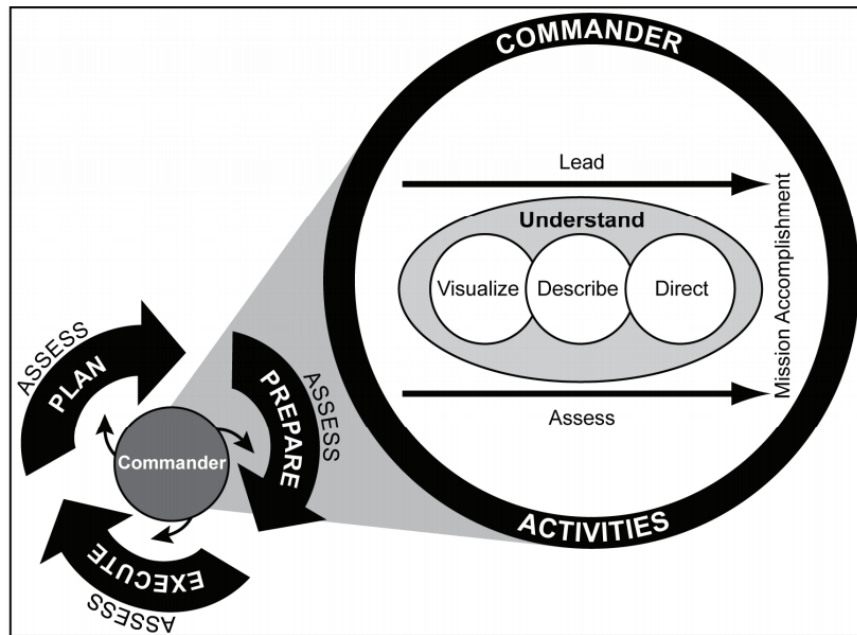 COMMANDER
Lead
Understand
Visualize
Describe
Direct
Mission Accomplishment
Assess
ACTIVITIES
ASSESS
PLAN
ASSESS
PREPARE
Commander
EXECUTE
ASSESS